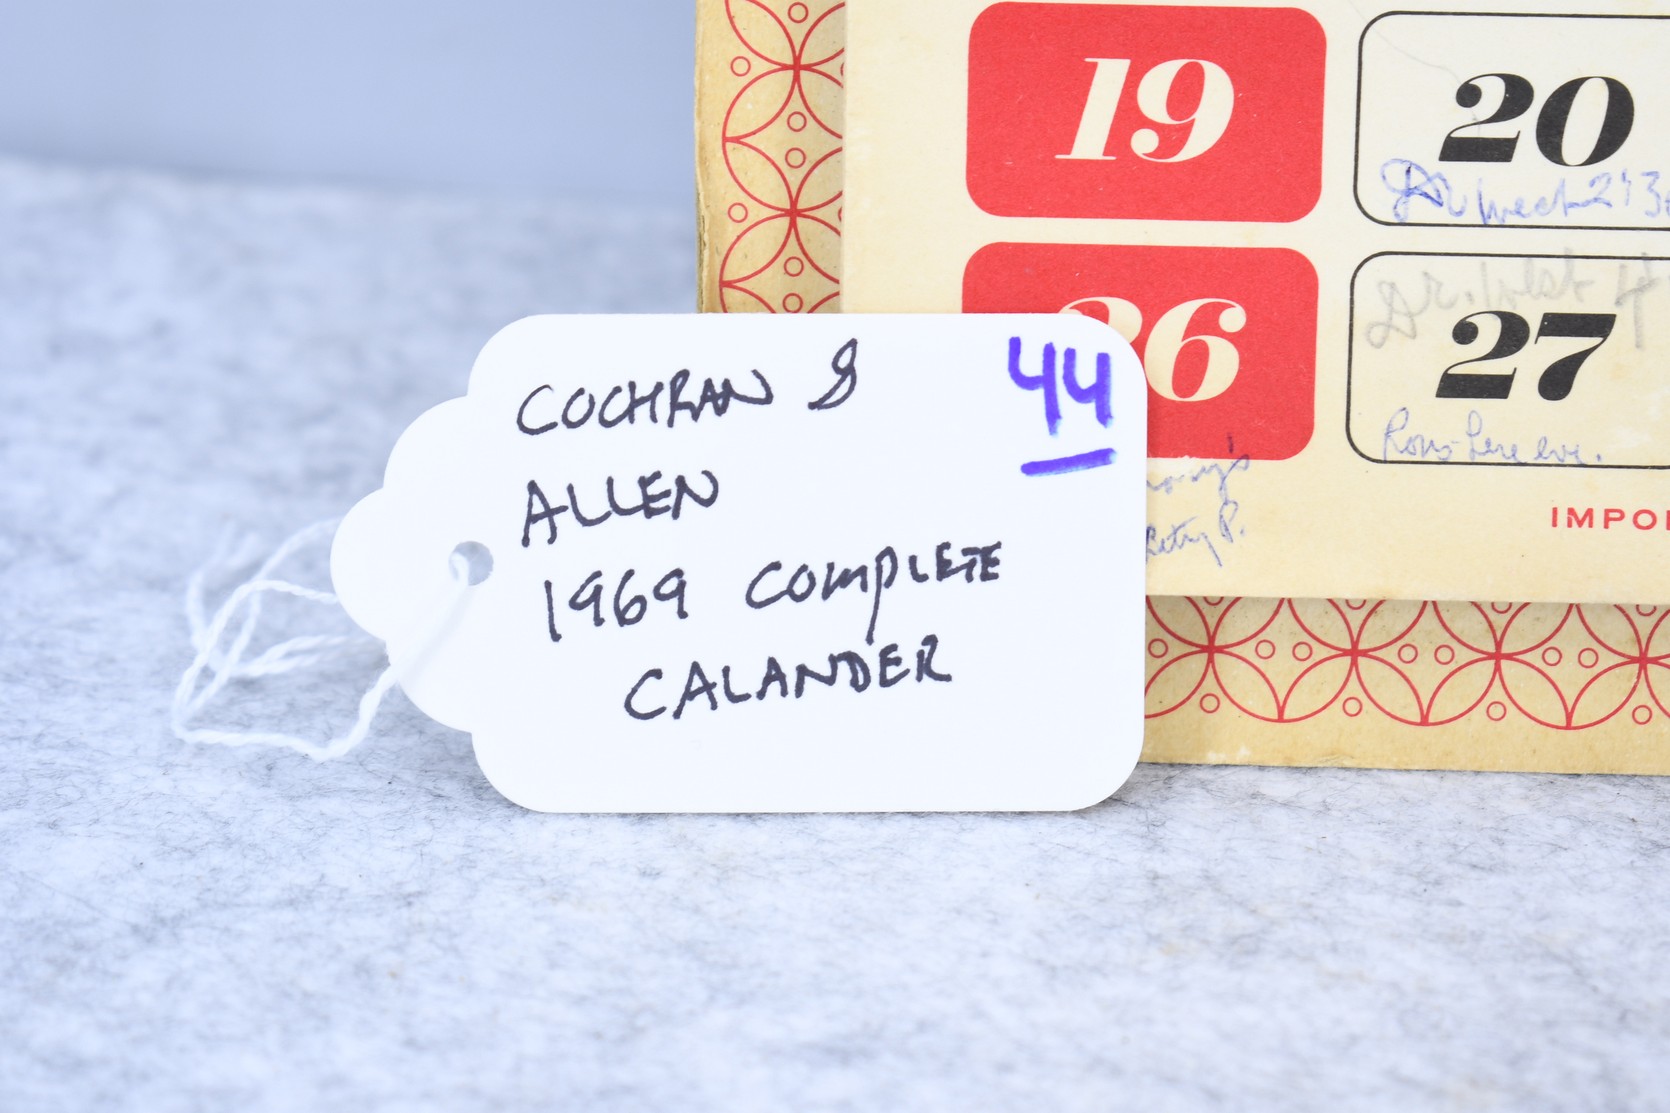 COCHRAN &
ALLEN
1969 COMPLETE
CALANDER
44
19
20
26
27
IMPO